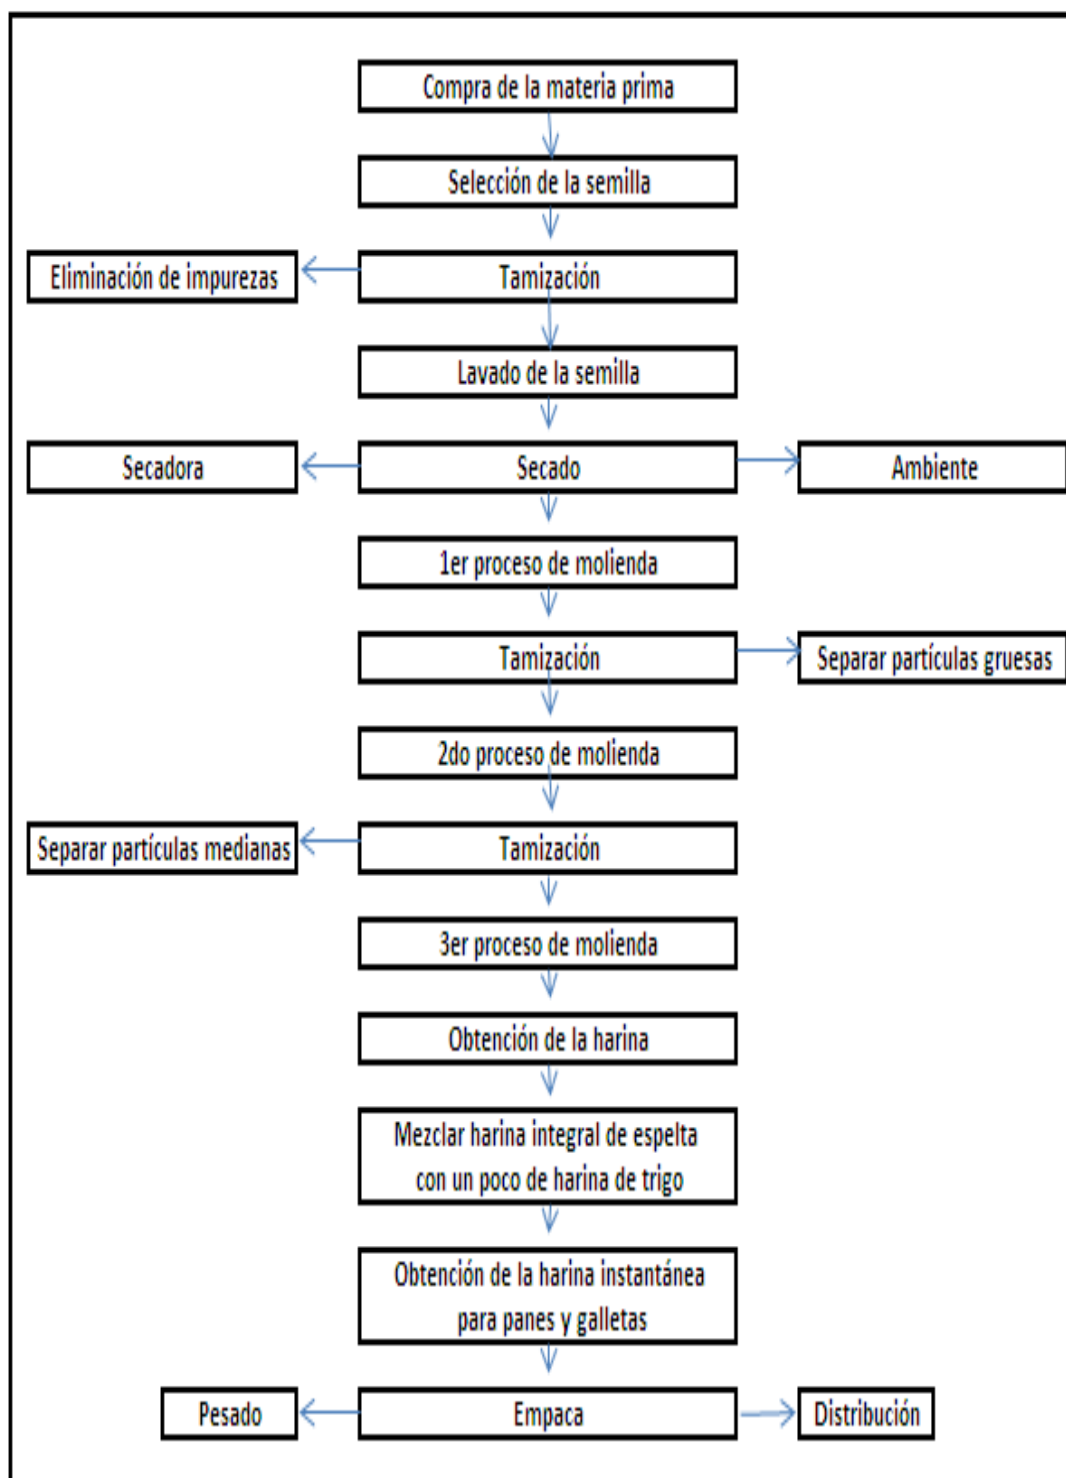 Compra de la materia prima
Selección de la semilla
Eliminación de impurezas
Tamización
Lavado de la semilla
Secadora
Secado
Ambiente
1er proceso de molienda
Tamización
Separar partículas gruesas
2do proceso de molienda
Separar partículas medianas
Tamización
3er proceso de molienda
Obtención de la harina
Mezclar harina integral de espelta
con un poco de harina de trigo
Obtención de la harina instantánea
para panes y galletas
Pesado
Empaca
Distribución